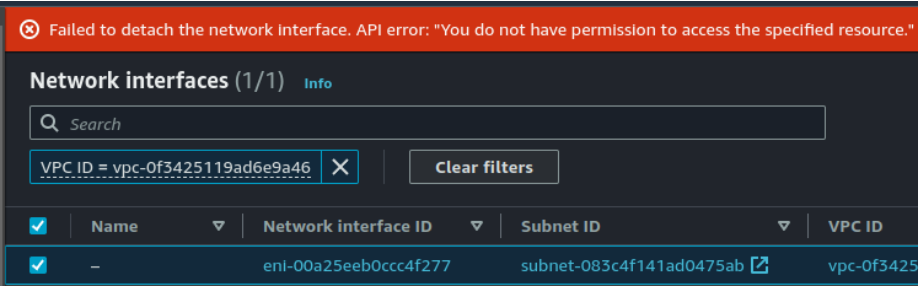 Failed to detach the network interface. API error: "You do not have permission to access the specified resource."
Network interfaces (1/1) Info
Search
VPC ID = vpc-0f3425119ad6e9a46 Clear filters
Name Network interface ID Subnet ID VPC ID
– eni-00a25eeb0ccc4f277 subnet-083c4f141ad0475ab vpc-0f3425